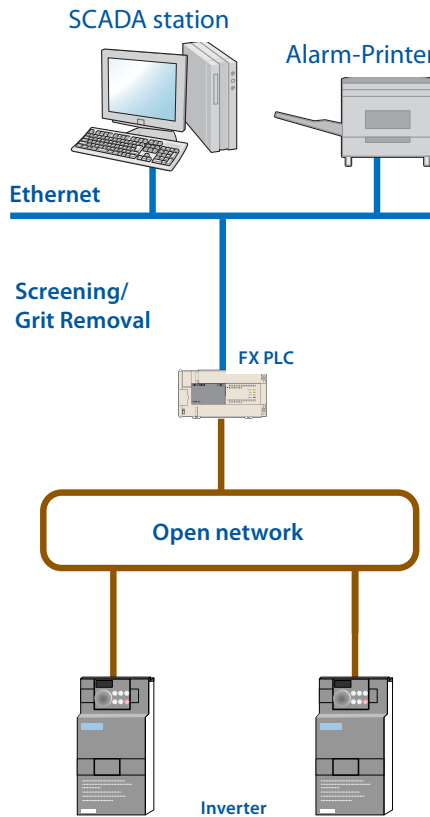 SCADA station
Alarm-Printer
Ethernet
Screening/
Grit Removal
FX PLC
Open network
Inverter